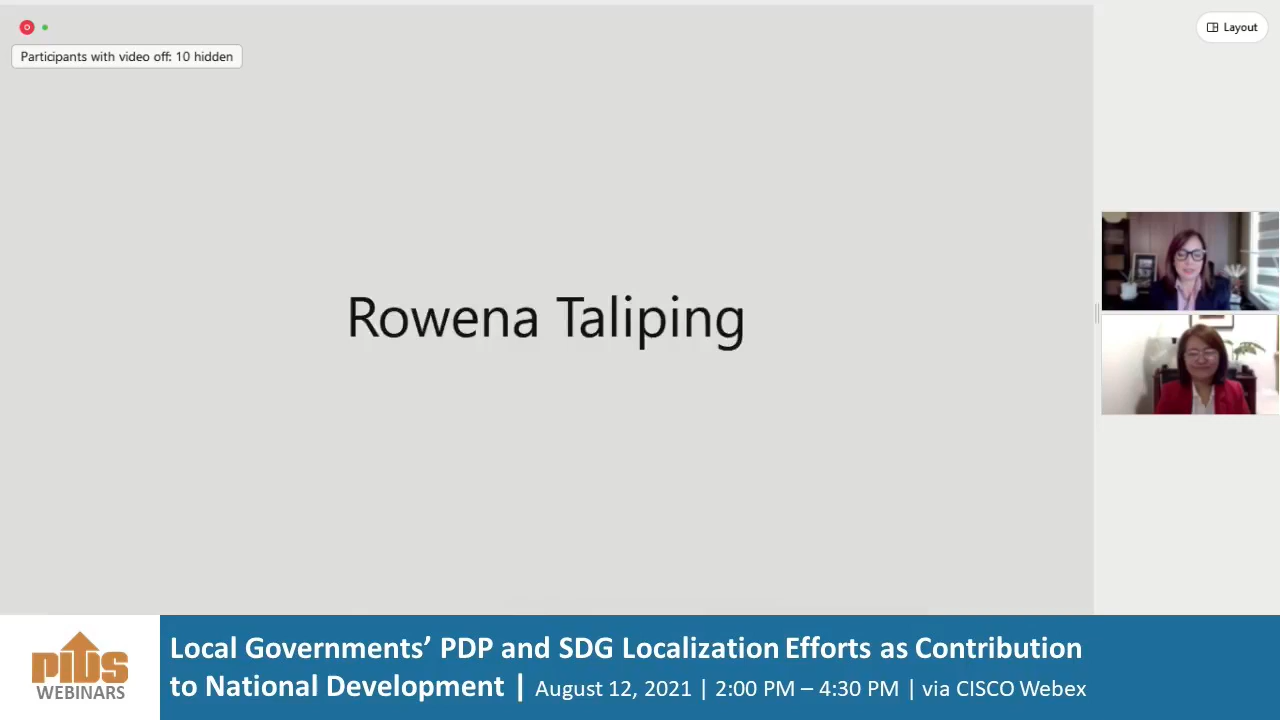 Participants with video off: 10 hidden
Layout
Rowena Taliping
PIDS
WEBINARS
Local Governments' PDP and SDG Localization Efforts as Contribution
to National Development | August 12, 2021 | 2:00 PM – 4:30 PM | via CISCO Webex